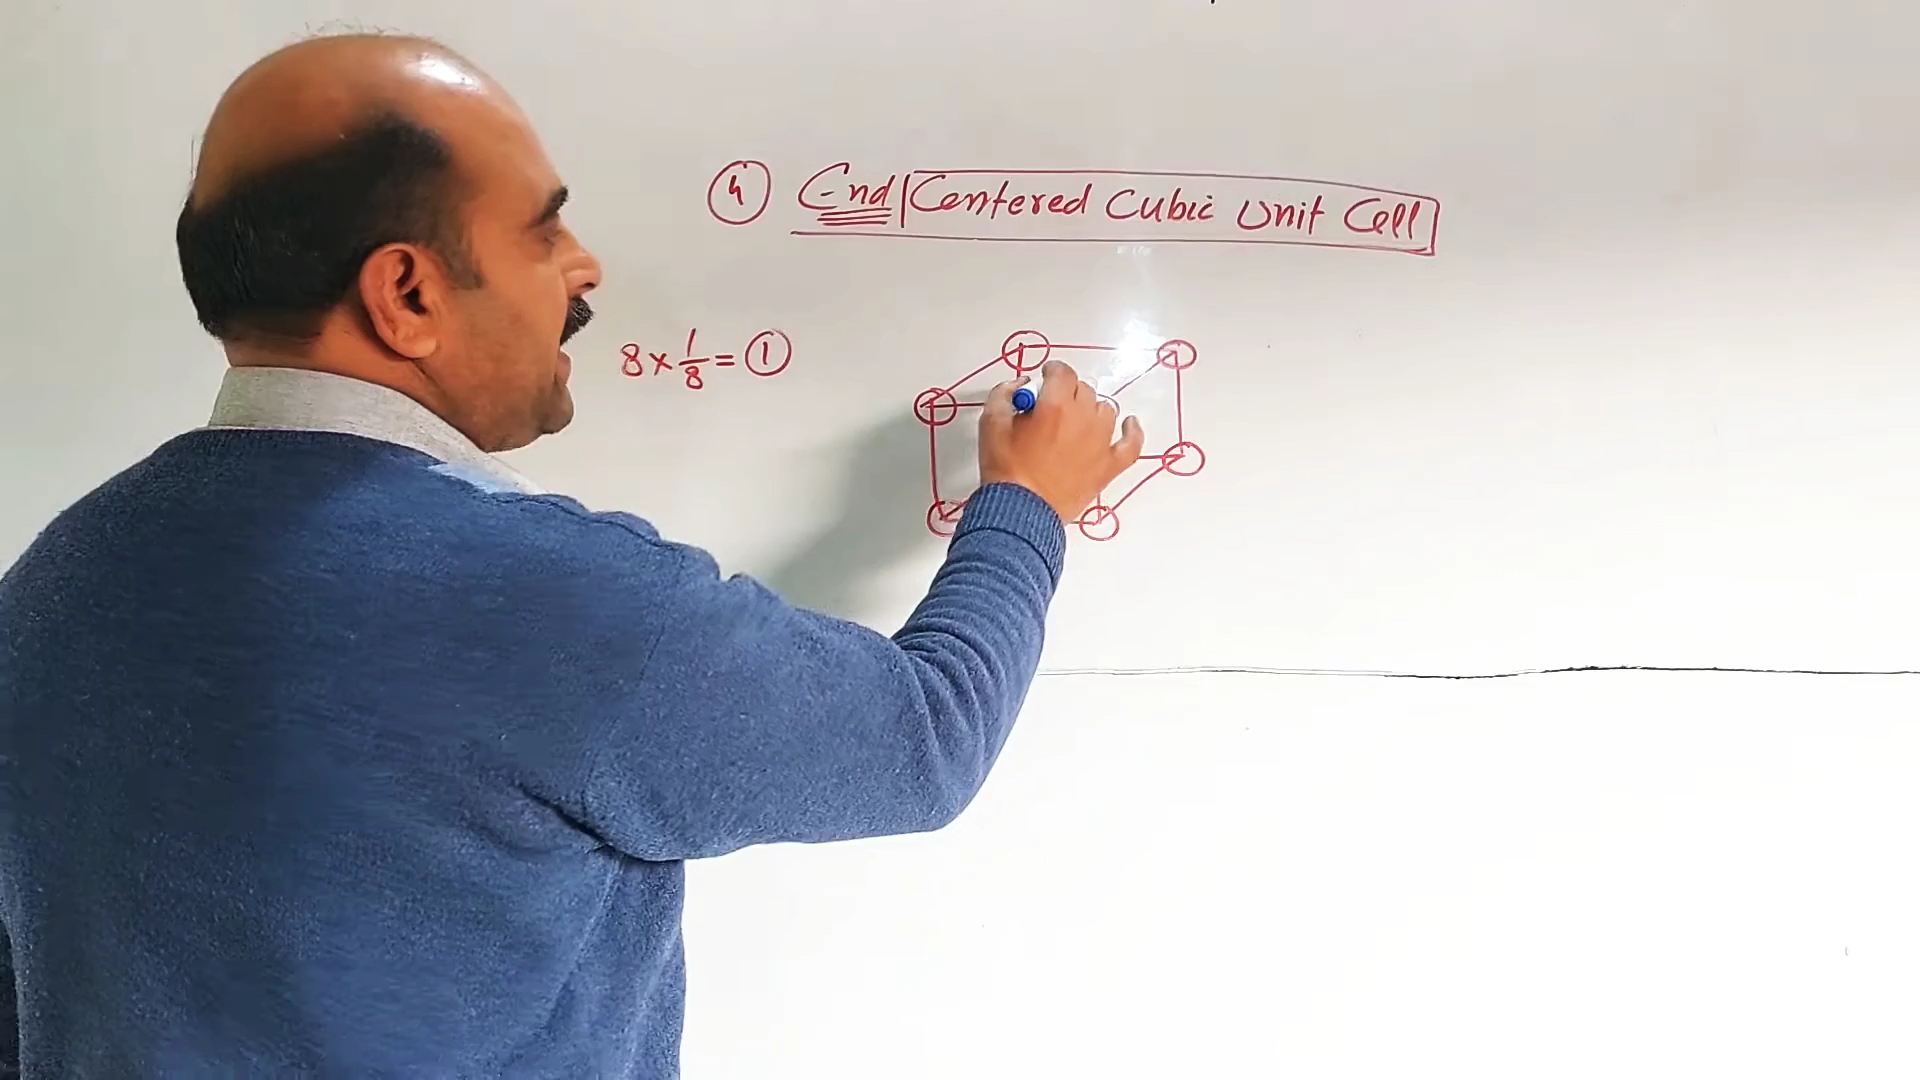 4 End Centered Cubic Unit Cell
8 × 1/8 = 1